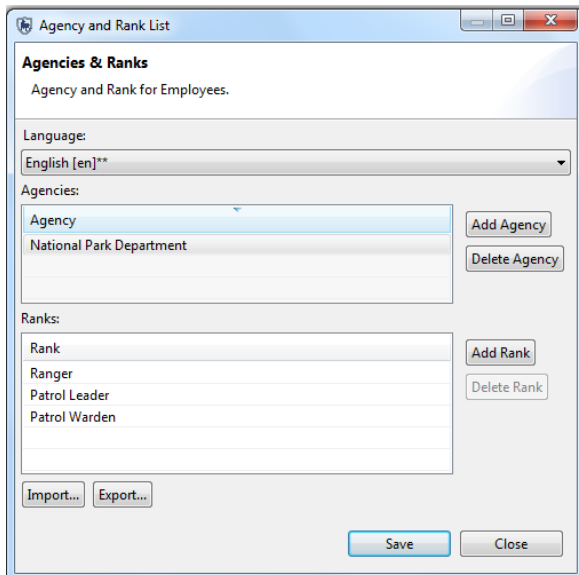 Agency and Rank List
Agencies & Ranks
Agency and Rank for Employees.
Language:
English [en]**
Agencies:
Agency
National Park Department
Add Agency
Delete Agency
Ranks:
Rank
Ranger
Patrol Leader
Patrol Warden
Add Rank
Delete Rank
Import... Export...
Save Close